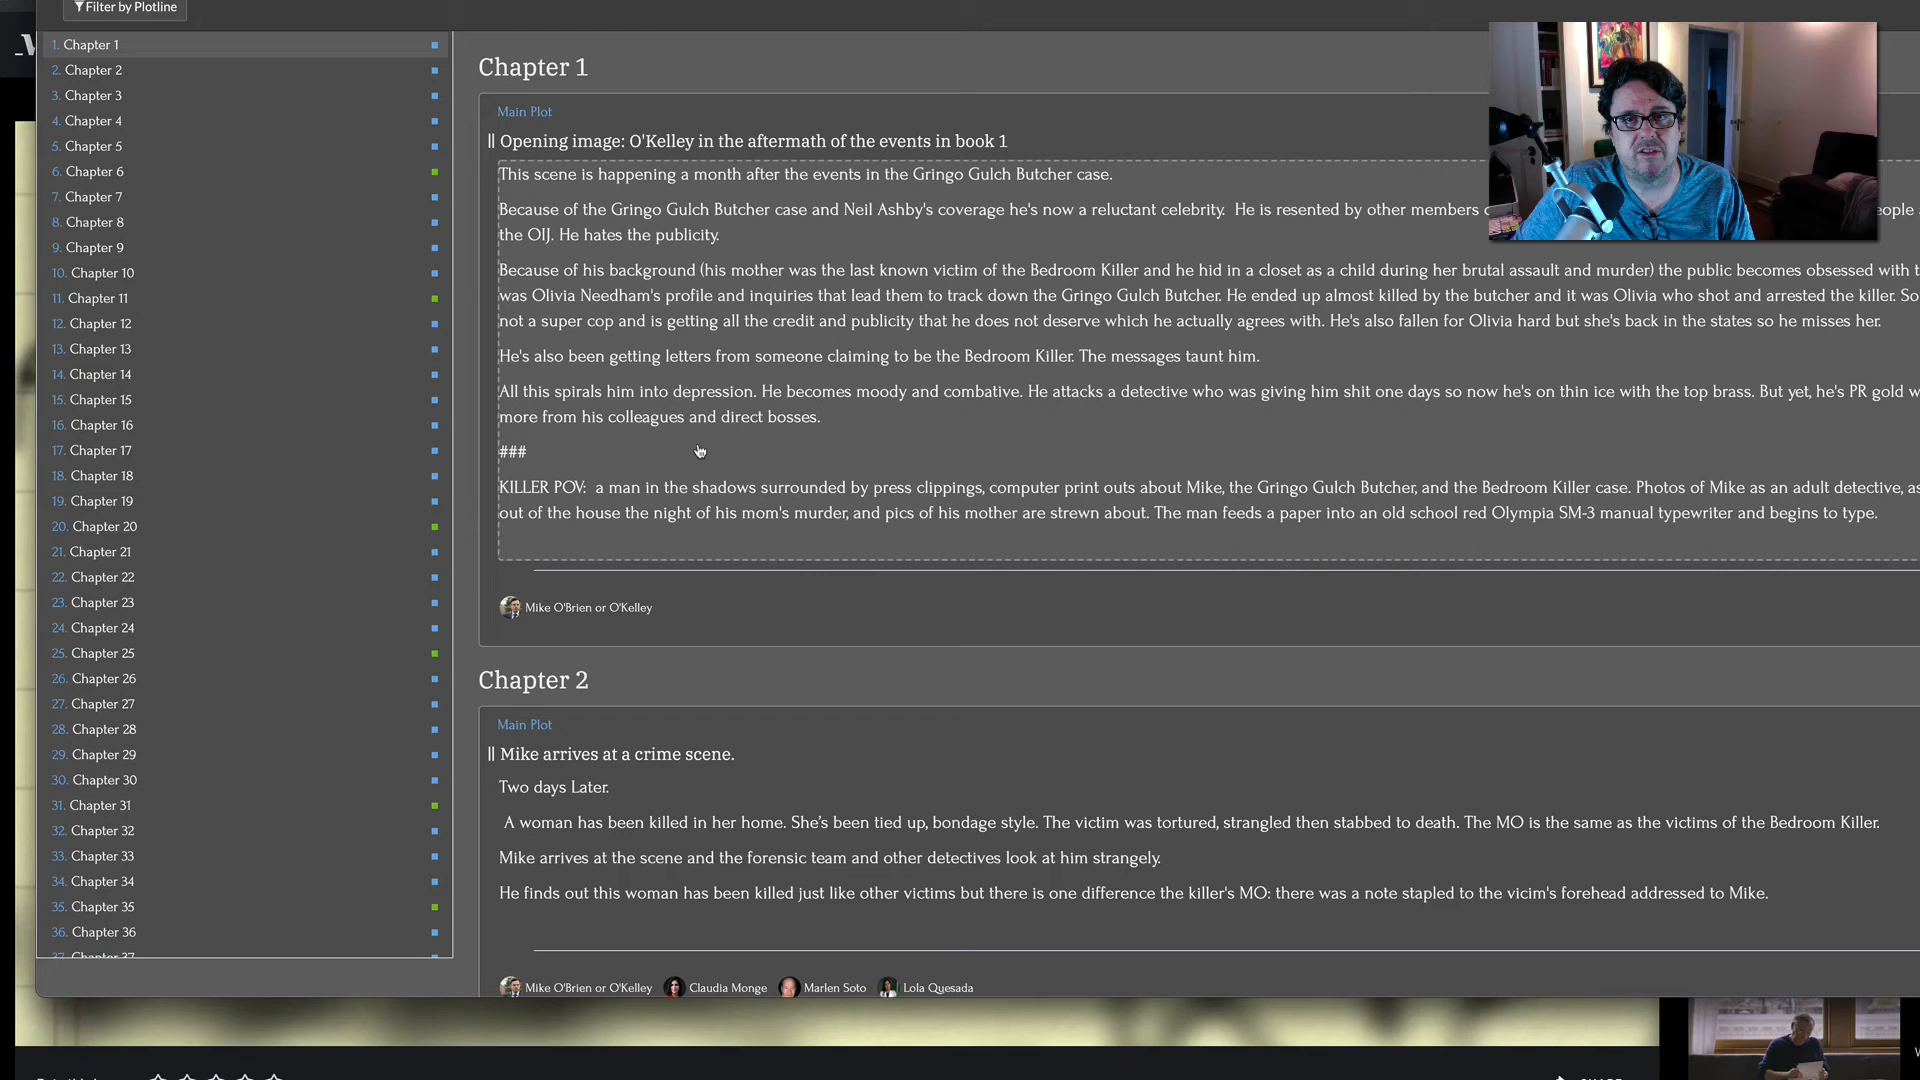 Filter by Plotline
1. Chapter 1
2. Chapter 2
3. Chapter 3
4. Chapter 4
5. Chapter 5
6. Chapter 6
7. Chapter 7
8. Chapter 8
9. Chapter 9
10. Chapter 10
11. Chapter 11
12. Chapter 12
13. Chapter 13
14. Chapter 14
15. Chapter 15
16. Chapter 16
17. Chapter 17
18. Chapter 18
19. Chapter 19
20. Chapter 20
21. Chapter 21
22. Chapter 22
23. Chapter 23
24. Chapter 24
25. Chapter 25
26. Chapter 26
27. Chapter 27
28. Chapter 28
29. Chapter 29
30. Chapter 30
31. Chapter 31
32. Chapter 32
33. Chapter 33
34. Chapter 34
35. Chapter 35
36. Chapter 36
37. Chapter 37
Chapter 1
Main Plot
Opening image: O'Kelley in the aftermath of the events in book 1
This scene is happening a month after the events in the Gringo Gulch Butcher case.
Because of the Gringo Gulch Butcher case and Neil Ashby's coverage he's now a reluctant celebrity. He is resented by other members
the OIJ. He hates the publicity.
Because of his background (his mother was the last known victim of the Bedroom Killer and he hid in a closet as a child during her brutal assault and murder) the public becomes obsessed with
was Olivia Needham's profile and inquiries that lead them to track down the Gringo Gulch Butcher. He ended up almost killed by the butcher and it was Olivia who shot and arrested the killer. So
not a super cop and is getting all the credit and publicity that he does not deserve which he actually agrees with. He's also fallen for Olivia hard but she's back in the states so he misses her.
He's also been getting letters from someone claiming to be the Bedroom Killer. The messages taunt him.
All this spirals him into depression. He becomes moody and combative. He attacks a detective who was giving him shit one days so now he's on thin ice with the top brass. But yet, he's PR gold
more from his colleagues and direct bosses.
###
KILLER POV: a man in the shadows surrounded by press clippings, computer print outs about Mike, the Gringo Gulch Butcher, and the Bedroom Killer case. Photos of Mike as an adult detective, as
out of the house the night of his mom's murder, and pics of his mother are strewn about. The man feeds a paper into an old school red Olympia SM-3 manual typewriter and begins to type.
Mike O'Brien or O'Kelley
Chapter 2
Main Plot
Mike arrives at a crime scene.
Two days Later.
A woman has been killed in her home. She's been tied up, bondage style. The victim was tortured, strangled then stabbed to death. The MO is the same as the victims of the Bedroom Killer.
Mike arrives at the scene and the forensic team and other detectives look at him strangely.
He finds out this woman has been killed just like other victims but there is one difference the killer's MO: there was a note stapled to the vicim's forehead addressed to Mike.
Mike O'Brien or O'Kelley Claudia Monge Marlen Soto Lola Quesada